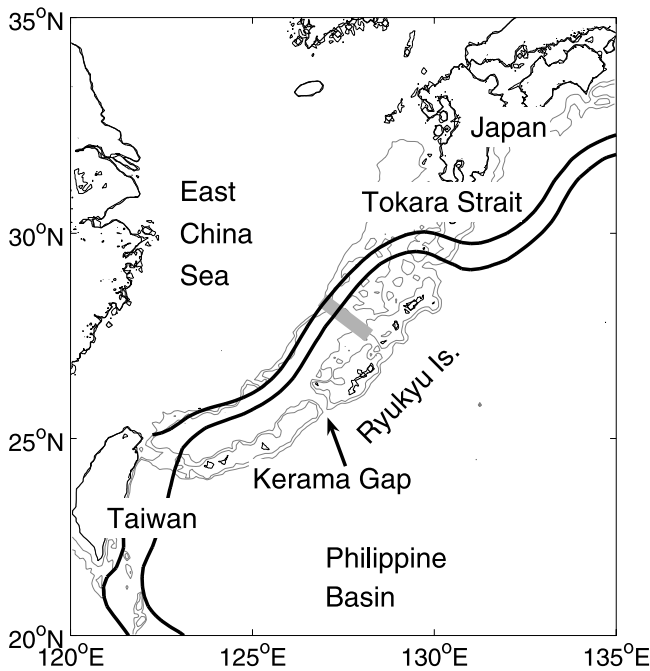 35°N
Japan
East
China
Sea
Tokara Strait
30°N
Ryukyu Is.
25°N
Kerama Gap
Taiwan
Philippine
Basin
20°N
120°E
125°E
130°E
135°E